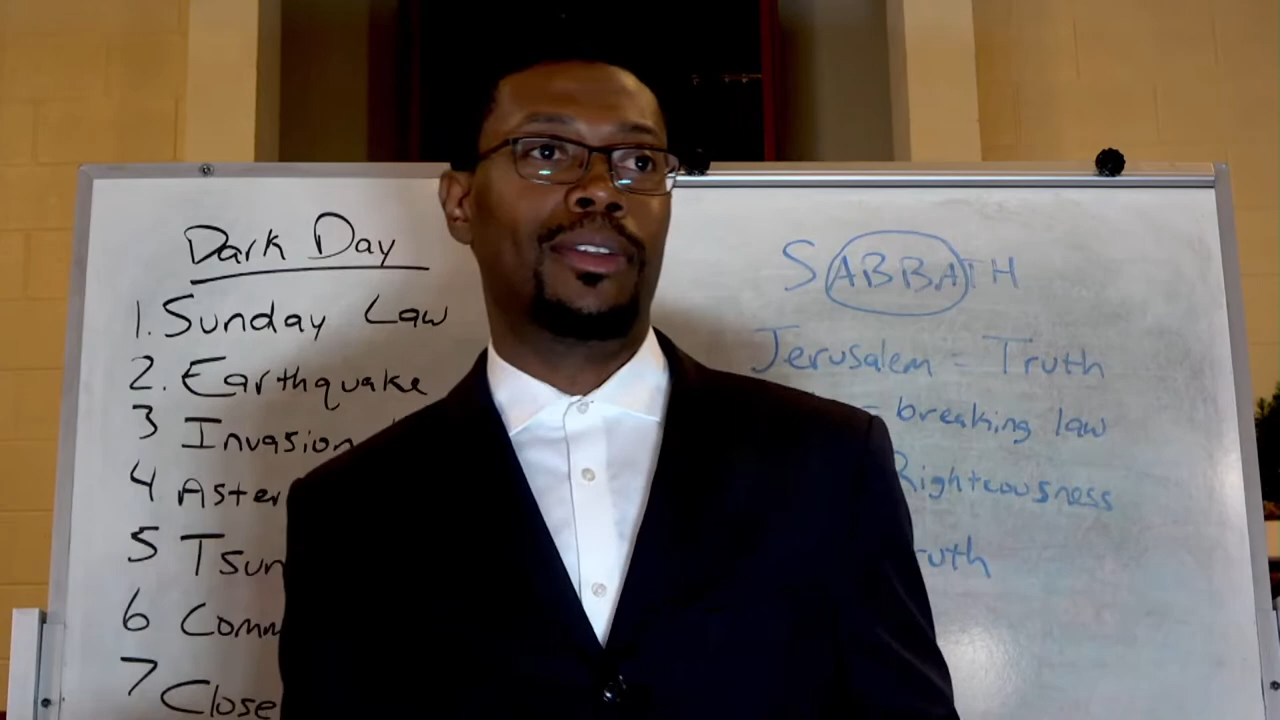 Dark Day
1. Sunday Law
2. Earthquake
3 Invasion
4 Aster
5 Tsun
6 Comm
7 Close
SABBATH
Jerusalem = Truth
- breaking law
Righteousness
uth